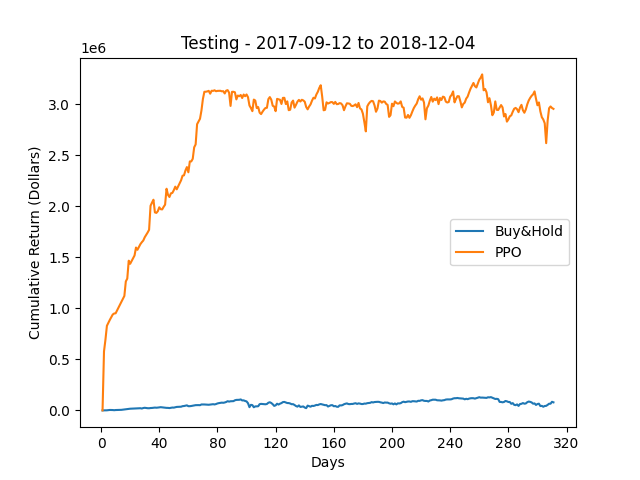 Testing - 2017-09-12 to 2018-12-04
1e6
3.0
2.5
2.0
1.5
1.0
0.5
0.0
Cumulative Return (Dollars)
Buy&Hold
PPO
0 40 80 120 160 200 240 280 320
Days